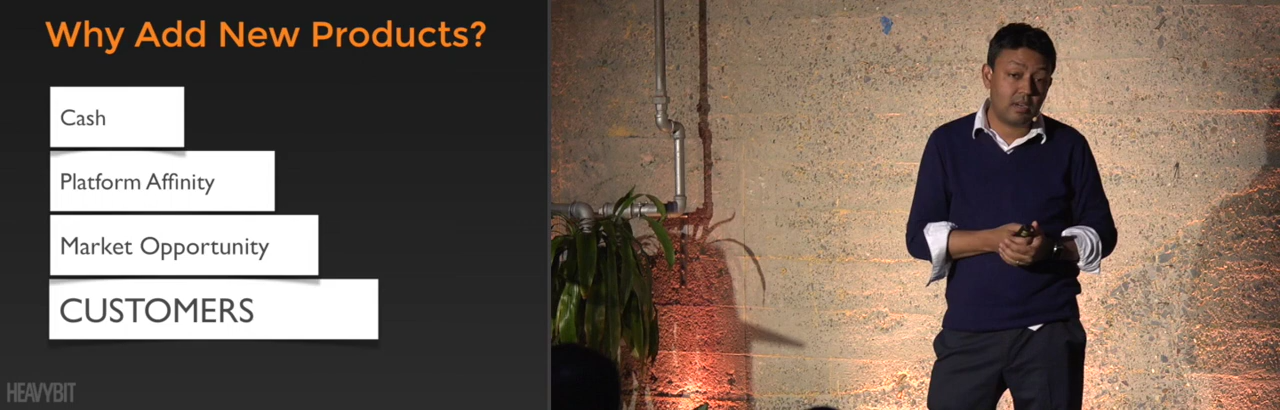 Why Add New Products?
Cash
Platform Affinity
Market Opportunity
CUSTOMERS
HEAVYBIT